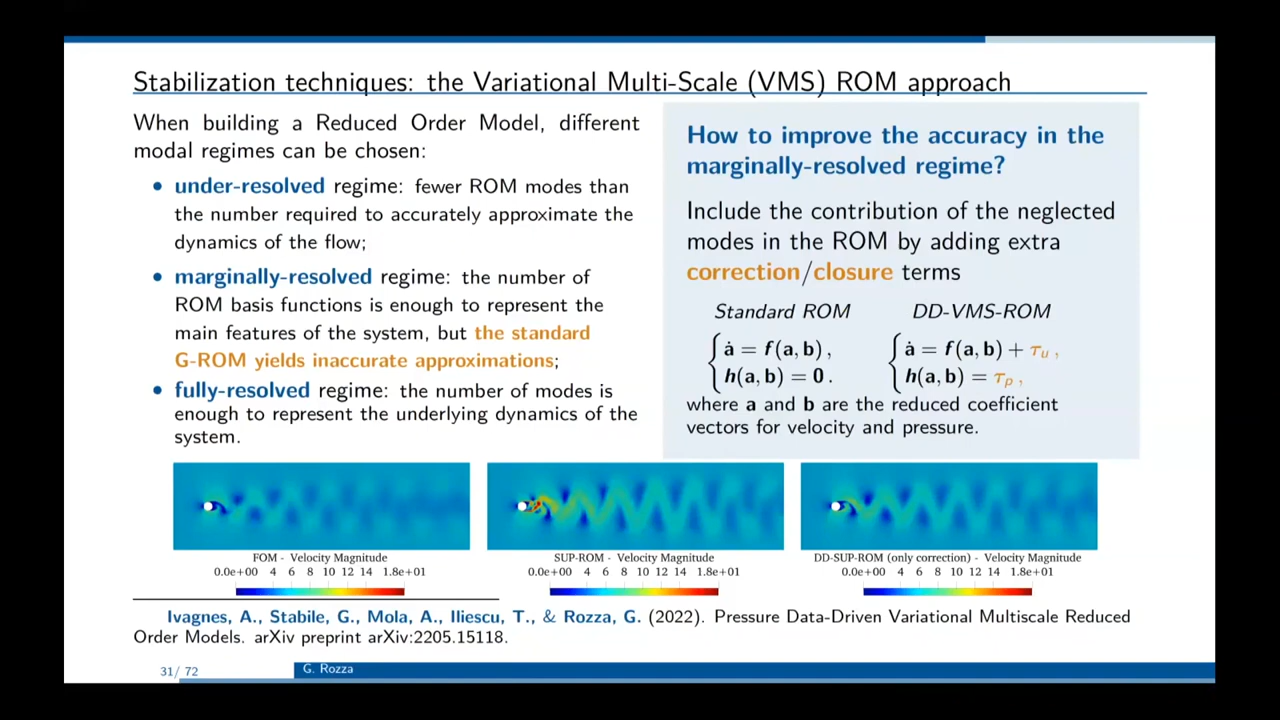 Stabilization techniques: the Variational Multi-Scale (VMS) ROM approach
When building a Reduced Order Model, different
modal regimes can be chosen:
• under-resolved regime: fewer ROM modes than
the number required to accurately approximate the
dynamics of the flow;
• marginally-resolved regime: the number of
ROM basis functions is enough to represent the
main features of the system, but the standard
G-ROM yields inaccurate approximations;
• fully-resolved regime: the number of modes is
enough to represent the underlying dynamics of the
system.
How to improve the accuracy in the
marginally-resolved regime?
Include the contribution of the neglected
modes in the ROM by adding extra
correction/closure terms
Standard ROM
ȧ = f(a, b) ,
h(a, b) = 0 .
DD-VMS-ROM
ȧ = f(a, b) + τu ,
h(a, b) = τp ,
where a and b are the reduced coefficient
vectors for velocity and pressure.
FOM - Velocity Magnitude
0.0e+00 4 6 8 10 12 14 1.8e+01
SUP-ROM - Velocity Magnitude
0.0e+00 4 6 8 10 12 14 1.8e+01
DD-SUP-ROM (only correction) - Velocity Magnitude
0.0e+00 4 6 8 10 12 14 1.8e+01
Ivagnes, A., Stabile, G., Mola, A., Iliescu, T., & Rozza, G. (2022). Pressure Data-Driven Variational Multiscale Reduced
Order Models. arXiv preprint arXiv:2205.15118.
31/ 72
G. Rozza